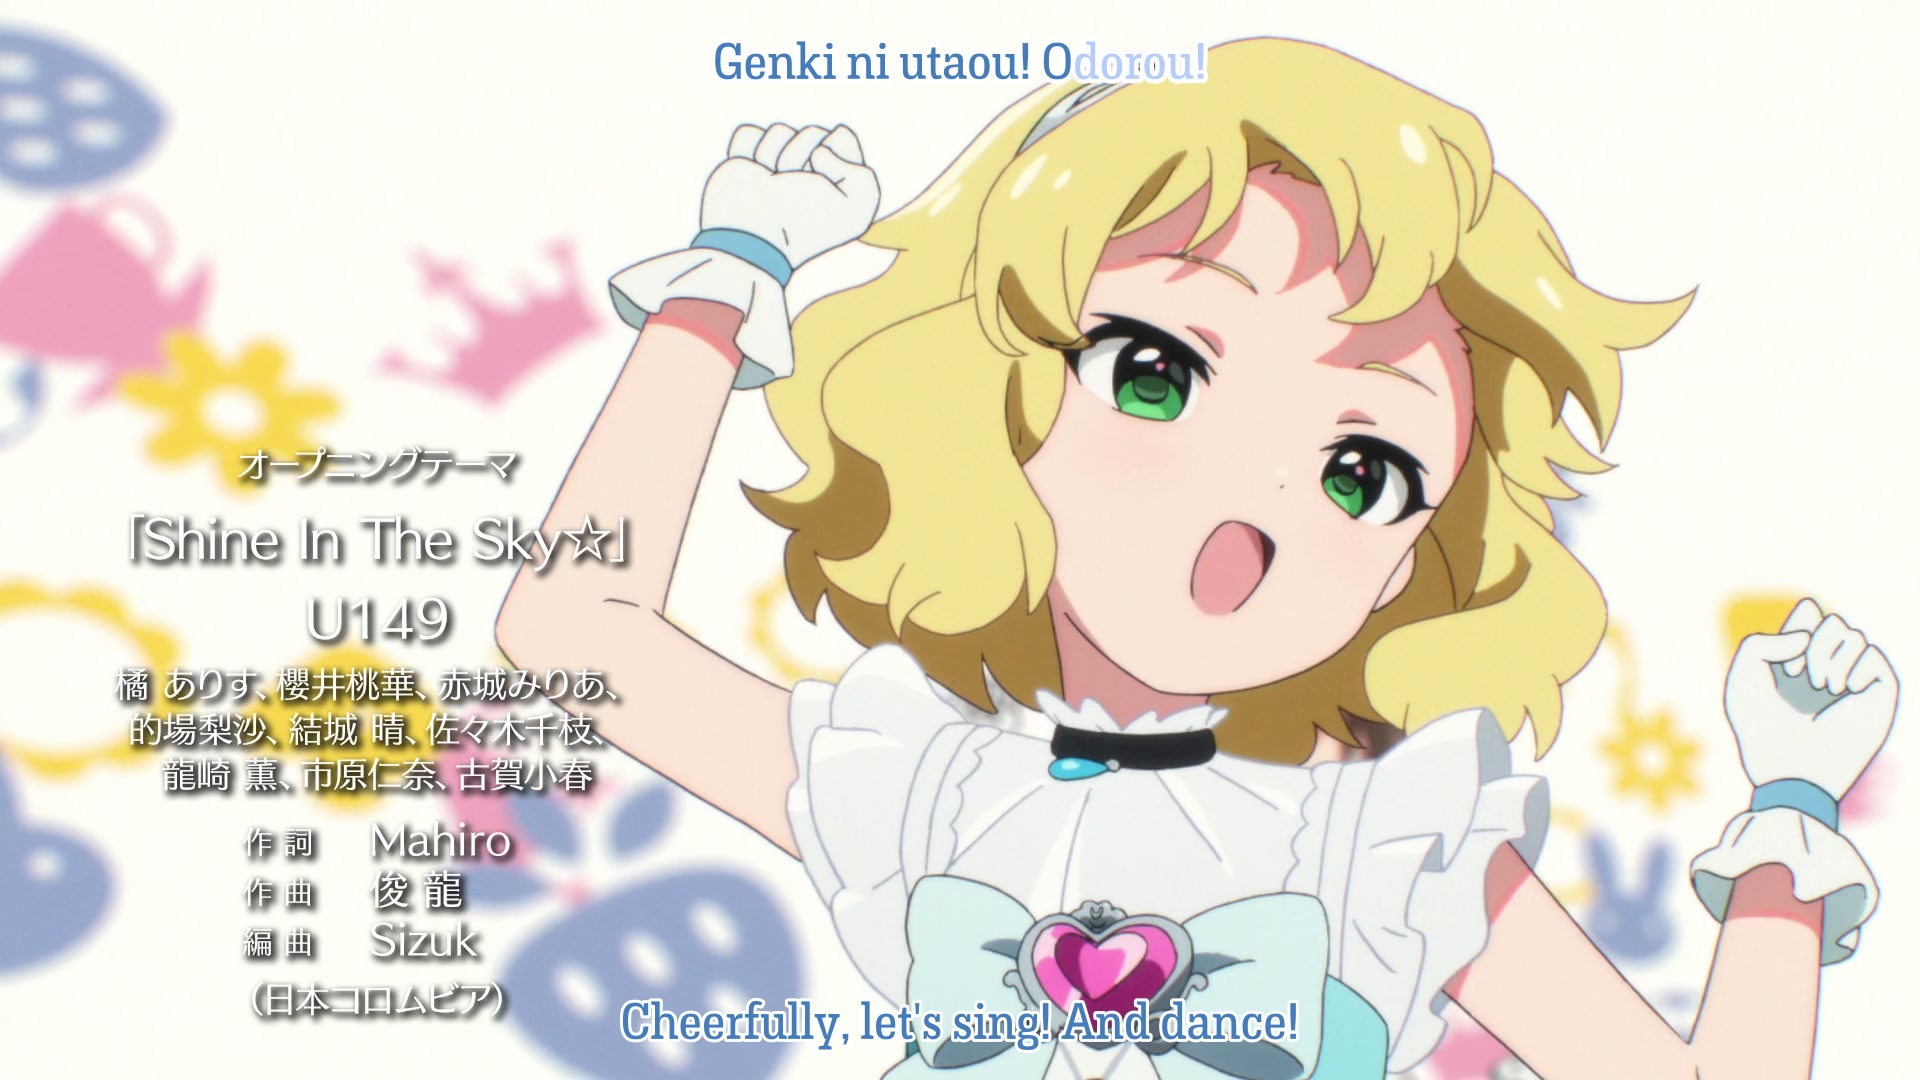 Genki ni utaou! Odorou!
オープニングテーマ
「Shine In The Sky☆」
U149
橘 ありす、櫻井桃華、赤城みりあ、
的場梨沙、結城 晴、佐々木千枝、
龍崎 薫、市原仁奈、古賀小春
作 詞 Mahiro
作 曲 俊 龍
編 曲 Sizuk
（日本コロムビア）
Cheerfully, let's sing! And dance!